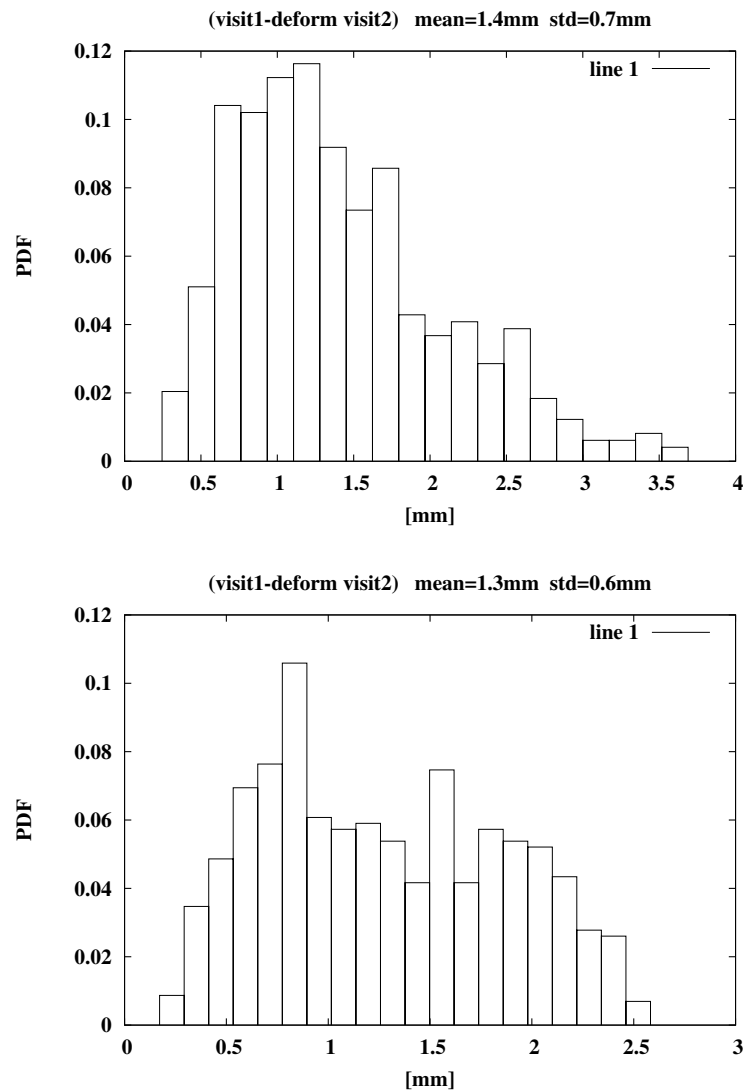 (visit1-deform visit2) mean=1.4mm std=0.7mm
0.12
line 1
0.1
0.08
PDF
0.06
0.04
0.02
0
0 0.5 1 1.5 2 2.5 3 3.5 4
[mm]
(visit1-deform visit2) mean=1.3mm std=0.6mm
0.12
line 1
0.1
0.08
PDF
0.06
0.04
0.02
0
0 0.5 1 1.5 2 2.5 3
[mm]